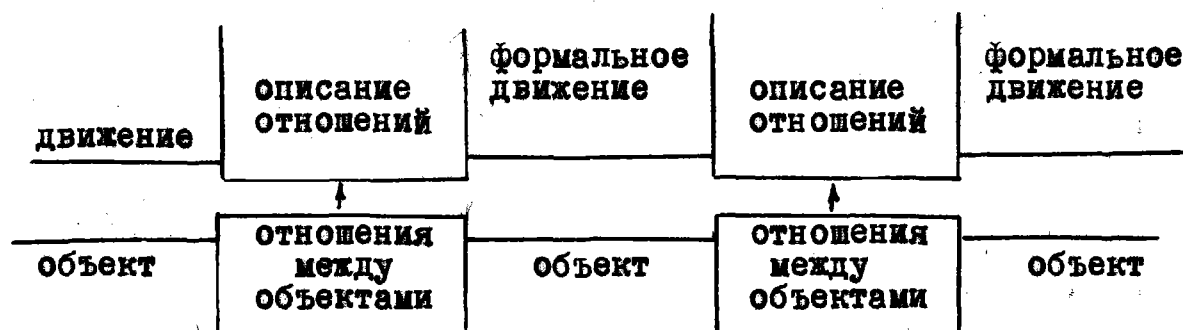 движение
описание
отношений
формальное
движение
описание
отношений
формальное
движение
объект
отношения
между
объектами
объект
отношения
между
объектами
объект